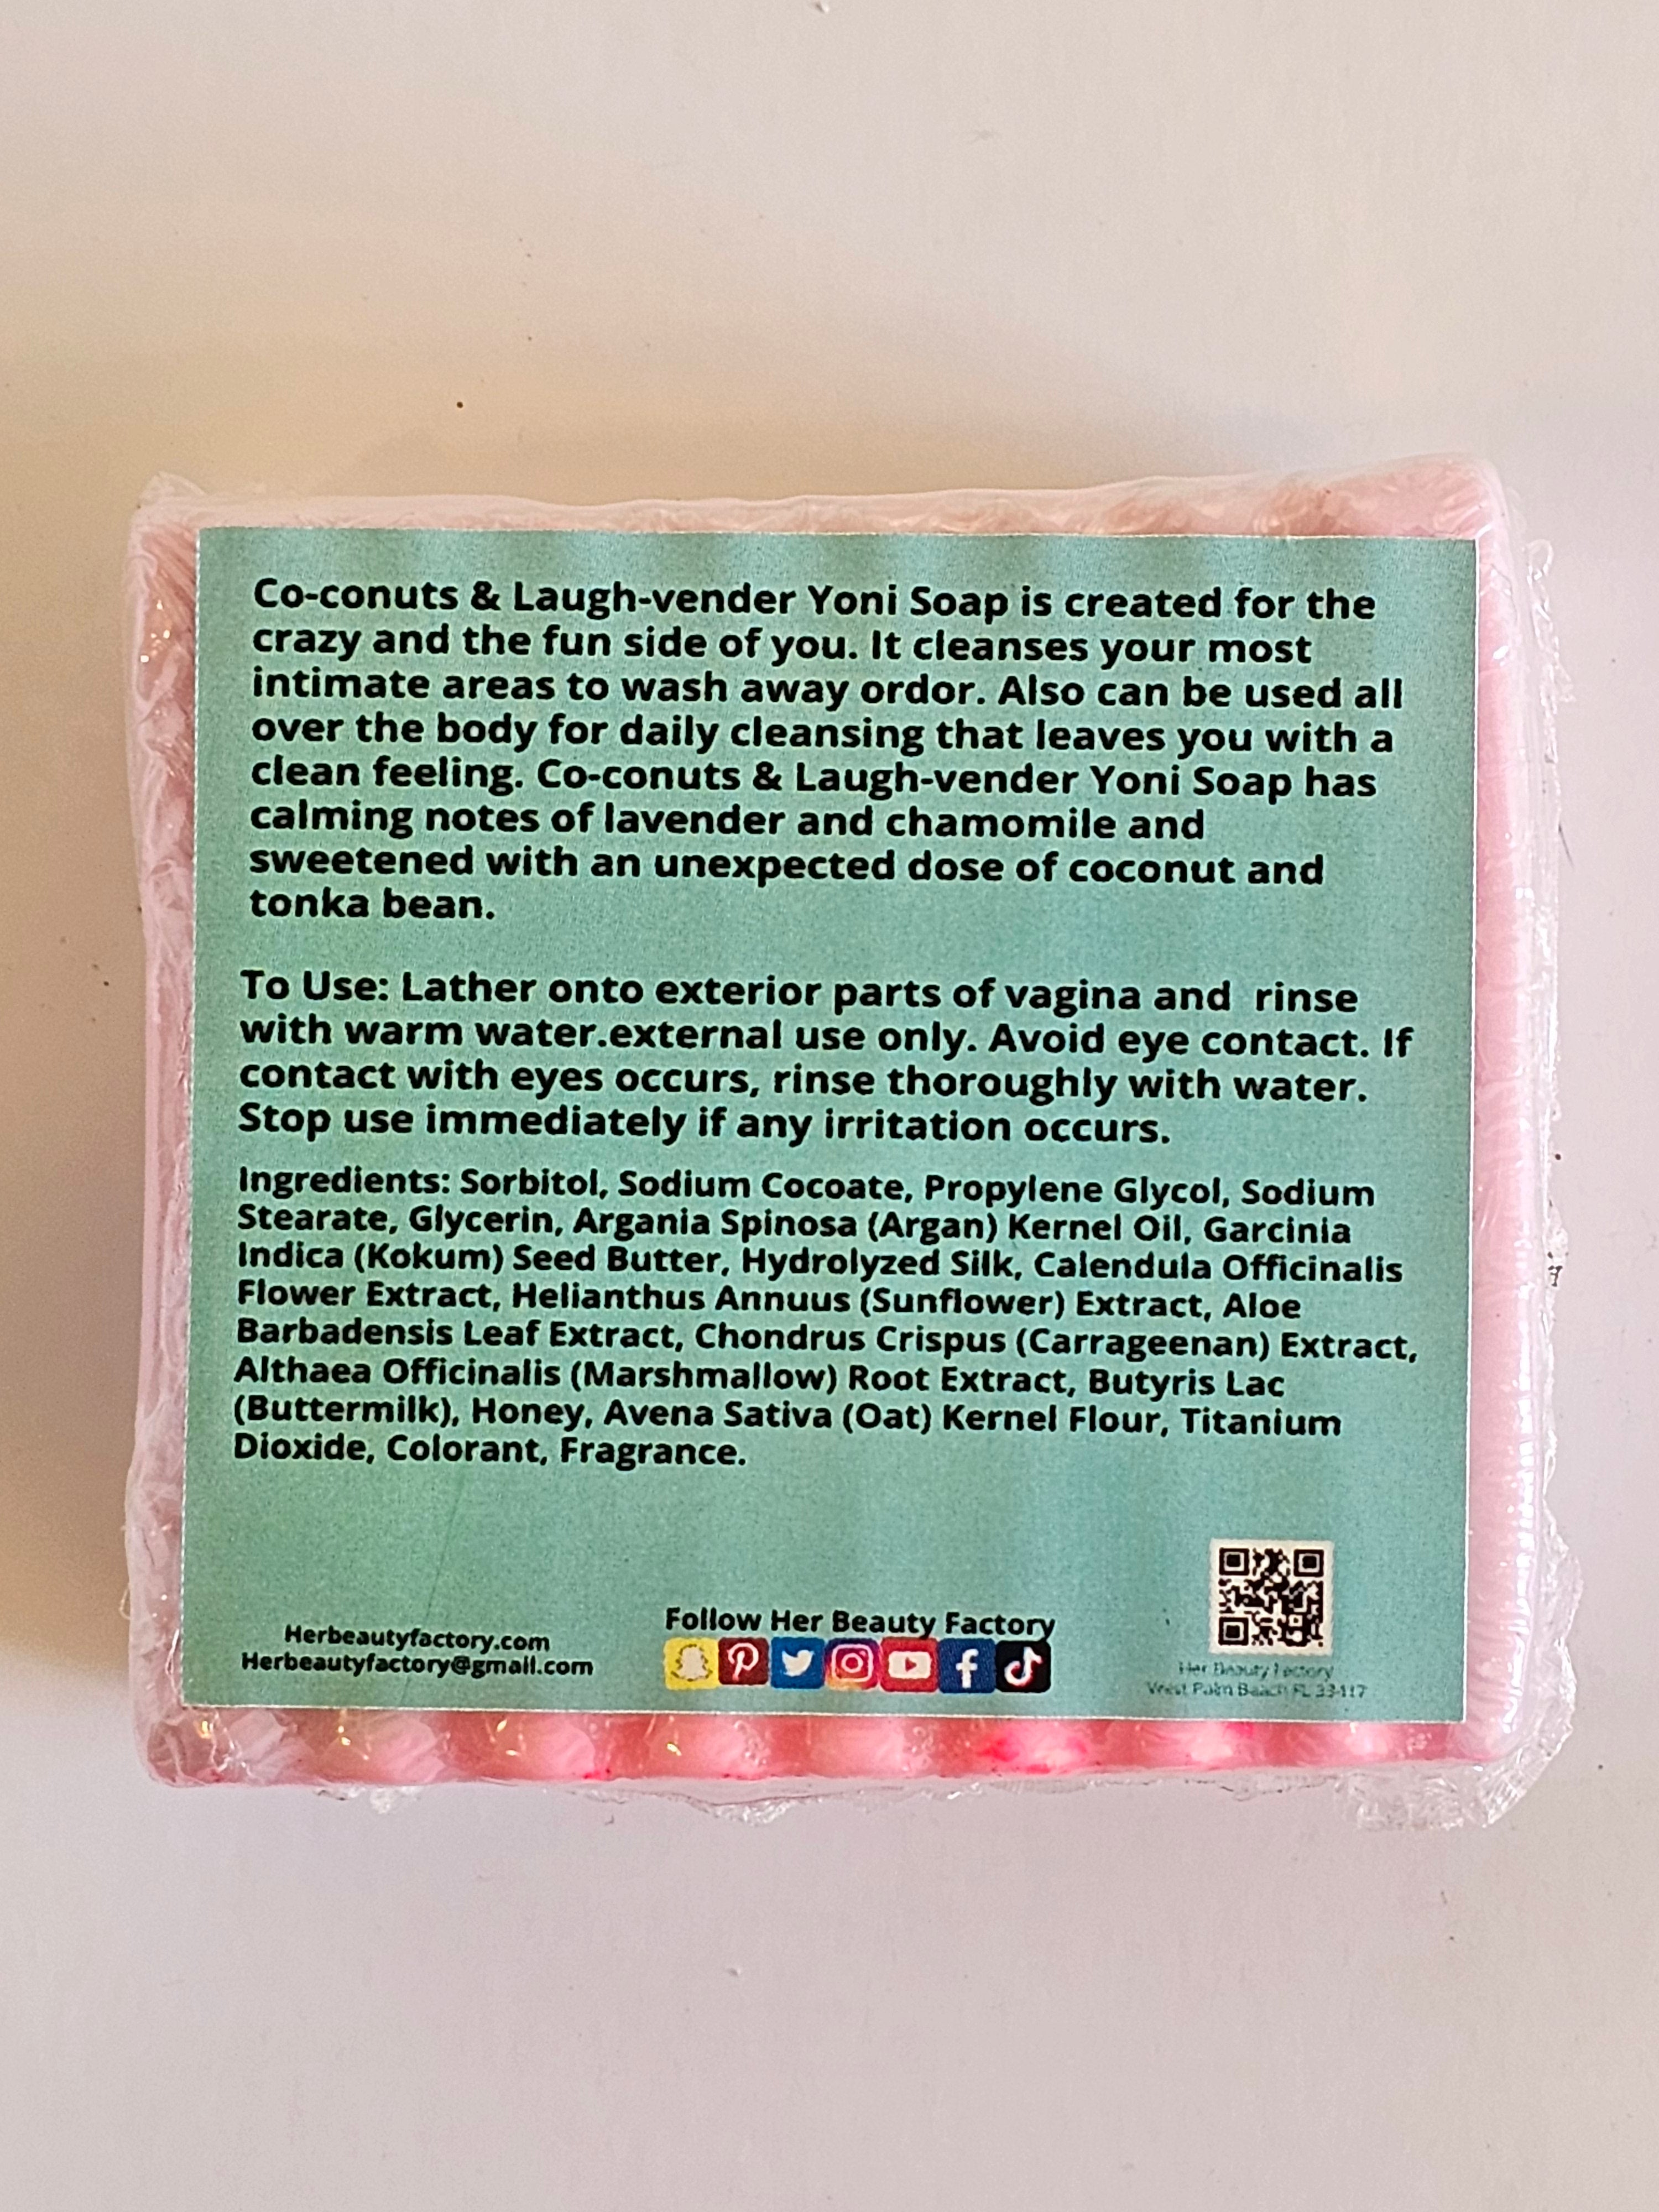 Co-conuts & Laugh-vender Yoni Soap is created for the
crazy and the fun side of you. It cleanses your most
intimate areas to wash away ordor. Also can be used all
over the body for daily cleansing that leaves you with a
clean feeling. Co-conuts & Laugh-vender Yoni Soap has
calming notes of lavender and chamomile and
sweetened with an unexpected dose of coconut and
tonka bean.
To Use: Lather onto exterior parts of vagina and rinse
with warm water.external use only. Avoid eye contact. If
contact with eyes occurs, rinse thoroughly with water.
Stop use immediately if any irritation occurs.
Ingredients: Sorbitol, Sodium Cocoate, Propylene Glycol, Sodium
Stearate, Glycerin, Argania Spinosa (Argan) Kernel Oil, Garcinia
Indica (Kokum) Seed Butter, Hydrolyzed Silk, Calendula Officinalis
Flower Extract, Helianthus Annuus (Sunflower) Extract, Aloe
Barbadensis Leaf Extract, Chondrus Crispus (Carrageenan) Extract,
Althaea Officinalis (Marshmallow) Root Extract, Butyris Lac
(Buttermilk), Honey, Avena Sativa (Oat) Kernel Flour, Titanium
Dioxide, Colorant, Fragrance.
Herbeautyfactory.com
Herbeautyfactory@gmail.com
Follow Her Beauty Factory
Her Beauty Factory
West Palm Beach FL 33417